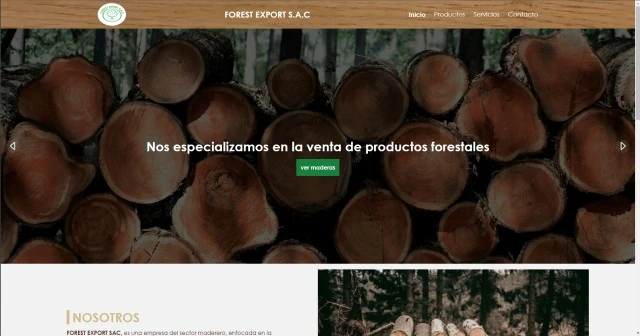 FOREST EXPORT S.A.C
Inicio Productos Servicios Contacto
Nos especializamos en la venta de productos forestales
ver maderas
NOSOTROS
FOREST EXPORT SAC, es una empresa del sector maderero, enfocada en la